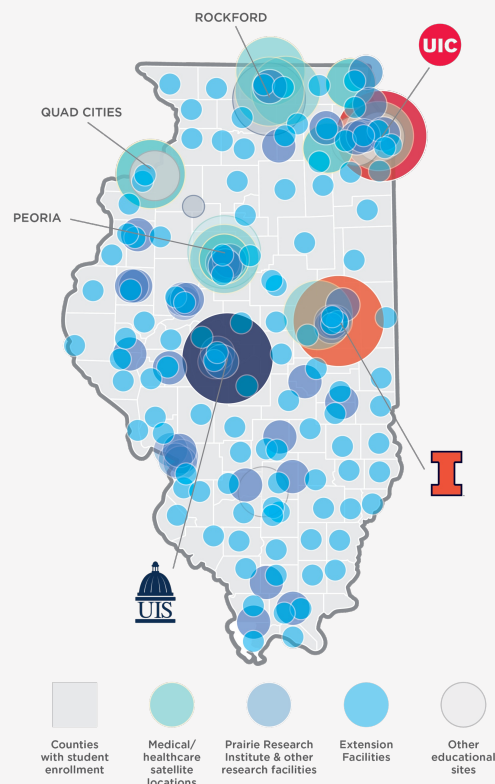 ROCKFORD
UIC
QUAD CITIES
PEORIA
I
UIS
Counties
with student
enrollment
Medical/
healthcare
satellite
locations
Prairie Research
Institute & other
research facilities
Extension
Facilities
Other
educational
sites